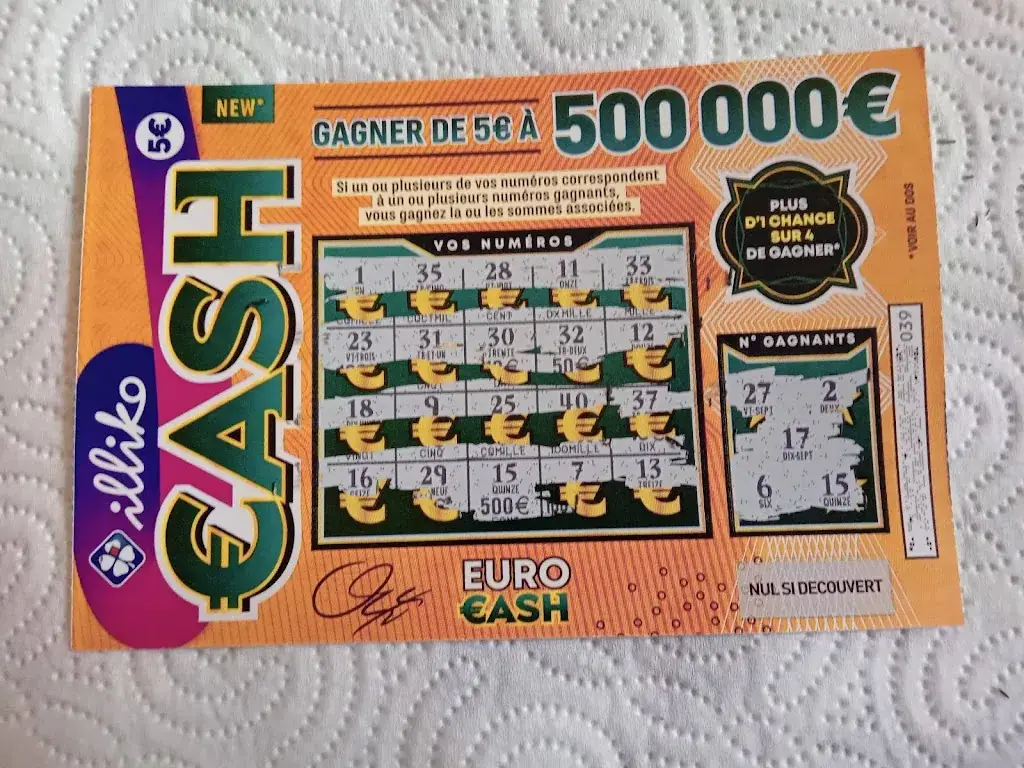 NEW*
5€
illiko
CASH
GAGNER DE 5€ À 500 000€
Si un ou plusieurs de vos numéros correspondent
à un ou plusieurs numéros gagnants,
vous gagnez la ou les sommes associées.
PLUS
D'1 CHANCE
SUR 4
DE GAGNER*
* VOIR AU DOS
VOS NUMÉROS
1 35 28 11 33
ONZE
CENT DXMILLE
23 31 30 32 12
VT-TROIS TR-ET-UN TRENTE TR-DEUX
50€
18 9 25 40 37
VINGT CINQ DIX
16 29 15 7 13
NEUF QUINZE TREIZE
500€
N° GAGNANTS
27 2
VT-SEPT DEUX
17
DIX-SEPT
6 15
SIX QUINZE
039
EURO
CASH
NUL SI DECOUVERT